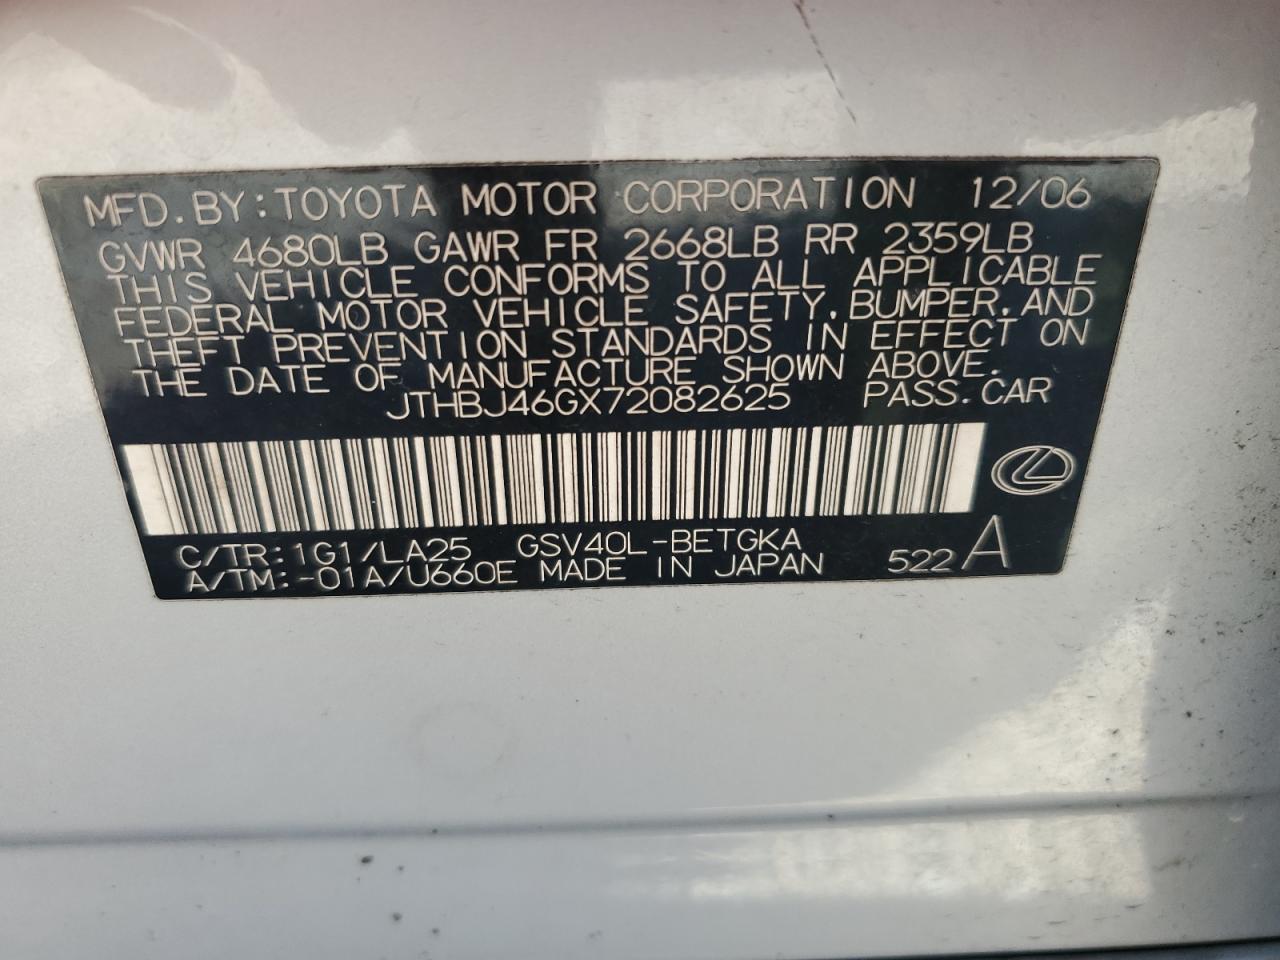 MFD. BY: TOYOTA MOTOR CORPORATION 12/06
GVWR 4680LB GAWR FR 2668LB RR 2359LB
THIS VEHICLE CONFORMS TO ALL APPLICABLE
FEDERAL MOTOR VEHICLE SAFETY, BUMPER, AND
THEFT PREVENTION STANDARDS IN EFFECT ON
THE DATE OF MANUFACTURE SHOWN ABOVE.
JTHBJ46GX72082625 PASS. CAR
C/TR: 1G1/LA25 GSV40L-BETGKA
A/TM: -01A/U660E MADE IN JAPAN 522 A